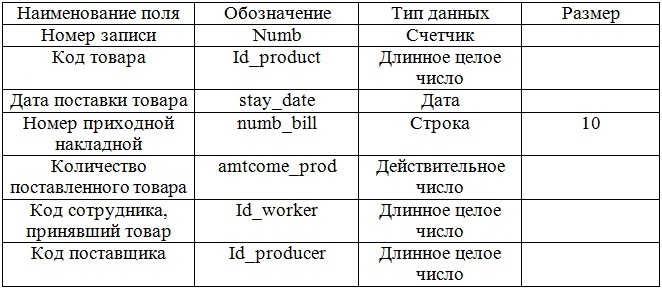 Наименование поля Обозначение Тип данных Размер
Номер записи Numb Счетчик
Код товара Id_product Длинное целое
число
Дата поставки товара stay_date Дата
Номер приходной numb_bill Строка 10
накладной
Количество amtcome_prod Действительное
поставленного товара число
Код сотрудника, Id_worker Длинное целое
принявший товар число
Код поставщика Id_producer Длинное целое
число